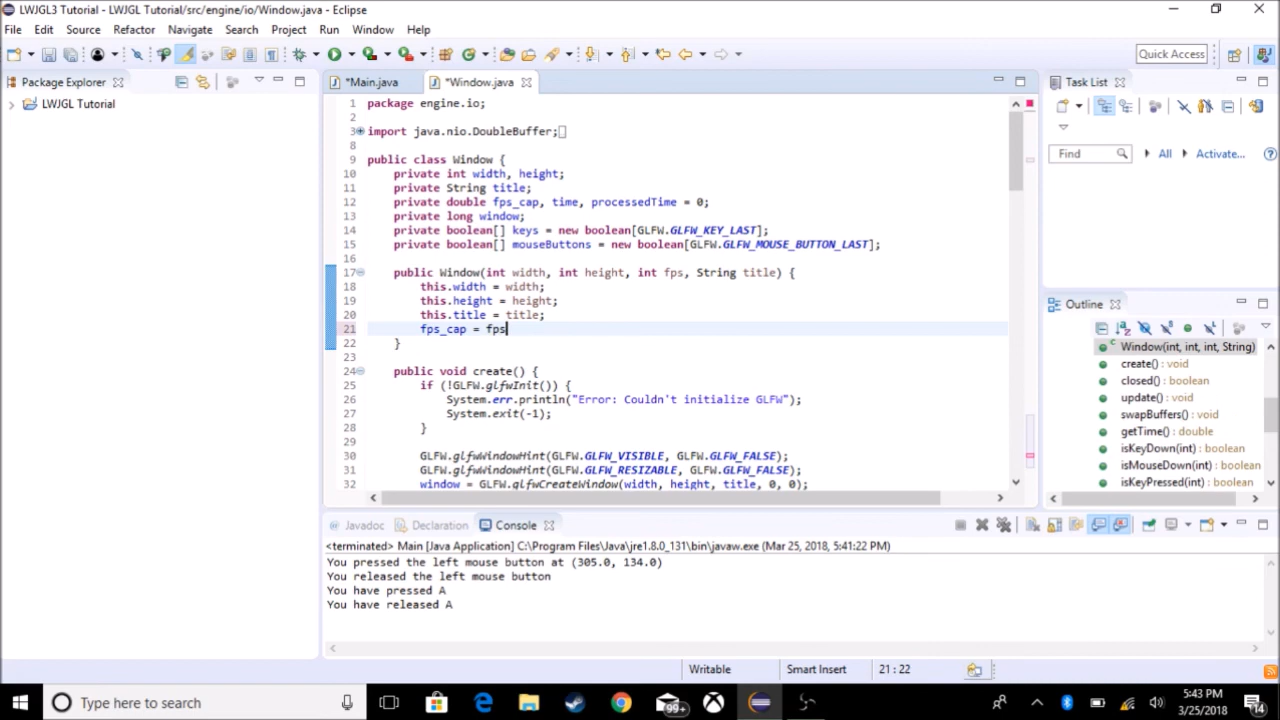 LWJGL3 Tutorial - LWJGL Tutorial/src/engine/io/Window.java - Eclipse
File Edit Source Refactor Navigate Search Project Run Window Help
Quick Access
Package Explorer
*Main.java
*Window.java
Task List
LWJGL Tutorial
Find
All
Activate...
1 package engine.io;
2
3 import java.nio.DoubleBuffer;
8
9 public class Window {
10 private int width, height;
11 private String title;
12 private double fps_cap, time, processedTime = 0;
13 private long window;
14 private boolean[] keys = new boolean[GLFW.GLFW_KEY_LAST];
15 private boolean[] mouseButtons = new boolean[GLFW.GLFW_MOUSE_BUTTON_LAST];
16
17 public Window(int width, int height, int fps, String title) {
18 this.width = width;
19 this.height = height;
20 this.title = title;
21 fps_cap = fps
22 }
23
24 public void create() {
25 if (!GLFW.glfwInit()) {
26 System.err.println("Error: Couldn't initialize GLFW");
27 System.exit(-1);
28 }
29
30 GLFW.glfwWindowHint(GLFW.GLFW_VISIBLE, GLFW.GLFW_FALSE);
31 GLFW.glfwWindowHint(GLFW.GLFW_RESIZABLE, GLFW.GLFW_FALSE);
32 window = GLFW.glfwCreateWindow(width, height, title, 0, 0);
Outline
Window(int, int, int, String)
create() : void
closed() : boolean
update() : void
swapBuffers() : void
getTime() : double
isKeyDown(int) : boolean
isMouseDown(int) : boolean
isKeyPressed(int) : boolean
Javadoc
Declaration
Console
<terminated> Main [Java Application] C:\Program Files\Java\jre1.8.0_131\bin\javaw.exe (Mar 25, 2018, 5:41:22 PM)
You pressed the left mouse button at (305.0, 134.0)
You released the left mouse button
You have pressed A
You have released A
Writable
Smart Insert
21 : 22
Type here to search
99+
5:43 PM
3/25/2018
14